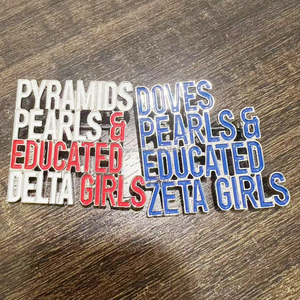 PYRAMIDS
PEARLS &
EDUCATED
DELTA GIRLS
DOVES
PEARLS &
EDUCATED
ZETA GIRLS